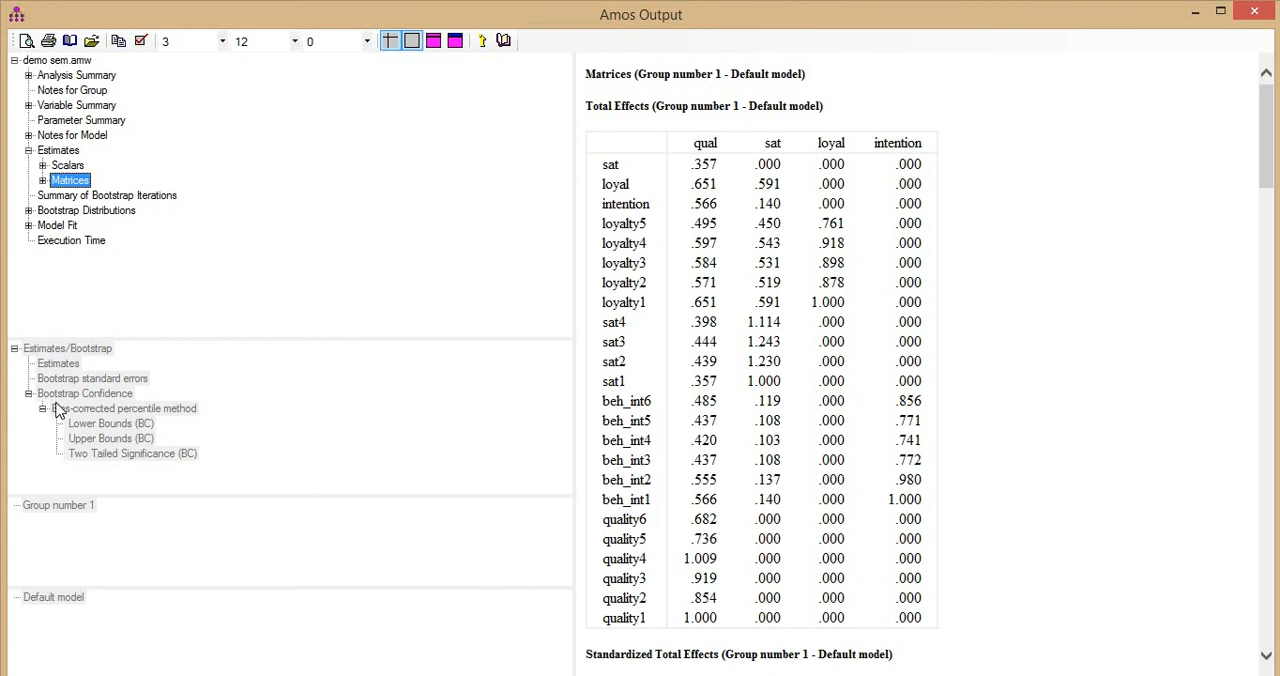 Amos Output
3 12 0
demo sem.amw
Analysis Summary
Notes for Group
Variable Summary
Parameter Summary
Notes for Model
Estimates
Scalars
Matrices
Summary of Bootstrap Iterations
Bootstrap Distributions
Model Fit
Execution Time
Estimates/Bootstrap
Estimates
Bootstrap standard errors
Bootstrap Confidence
-corrected percentile method
Lower Bounds (BC)
Upper Bounds (BC)
Two Tailed Significance (BC)
Group number 1
Default model
Matrices (Group number 1 - Default model)
Total Effects (Group number 1 - Default model)
qual sat loyal intention
sat .357 .000 .000 .000
loyal .651 .591 .000 .000
intention .566 .140 .000 .000
loyalty5 .495 .450 .761 .000
loyalty4 .597 .543 .918 .000
loyalty3 .584 .531 .898 .000
loyalty2 .571 .519 .878 .000
loyalty1 .651 .591 1.000 .000
sat4 .398 1.114 .000 .000
sat3 .444 1.243 .000 .000
sat2 .439 1.230 .000 .000
sat1 .357 1.000 .000 .000
beh_int6 .485 .119 .000 .856
beh_int5 .437 .108 .000 .771
beh_int4 .420 .103 .000 .741
beh_int3 .437 .108 .000 .772
beh_int2 .555 .137 .000 .980
beh_int1 .566 .140 .000 1.000
quality6 .682 .000 .000 .000
quality5 .736 .000 .000 .000
quality4 1.009 .000 .000 .000
quality3 .919 .000 .000 .000
quality2 .854 .000 .000 .000
quality1 1.000 .000 .000 .000
Standardized Total Effects (Group number 1 - Default model)